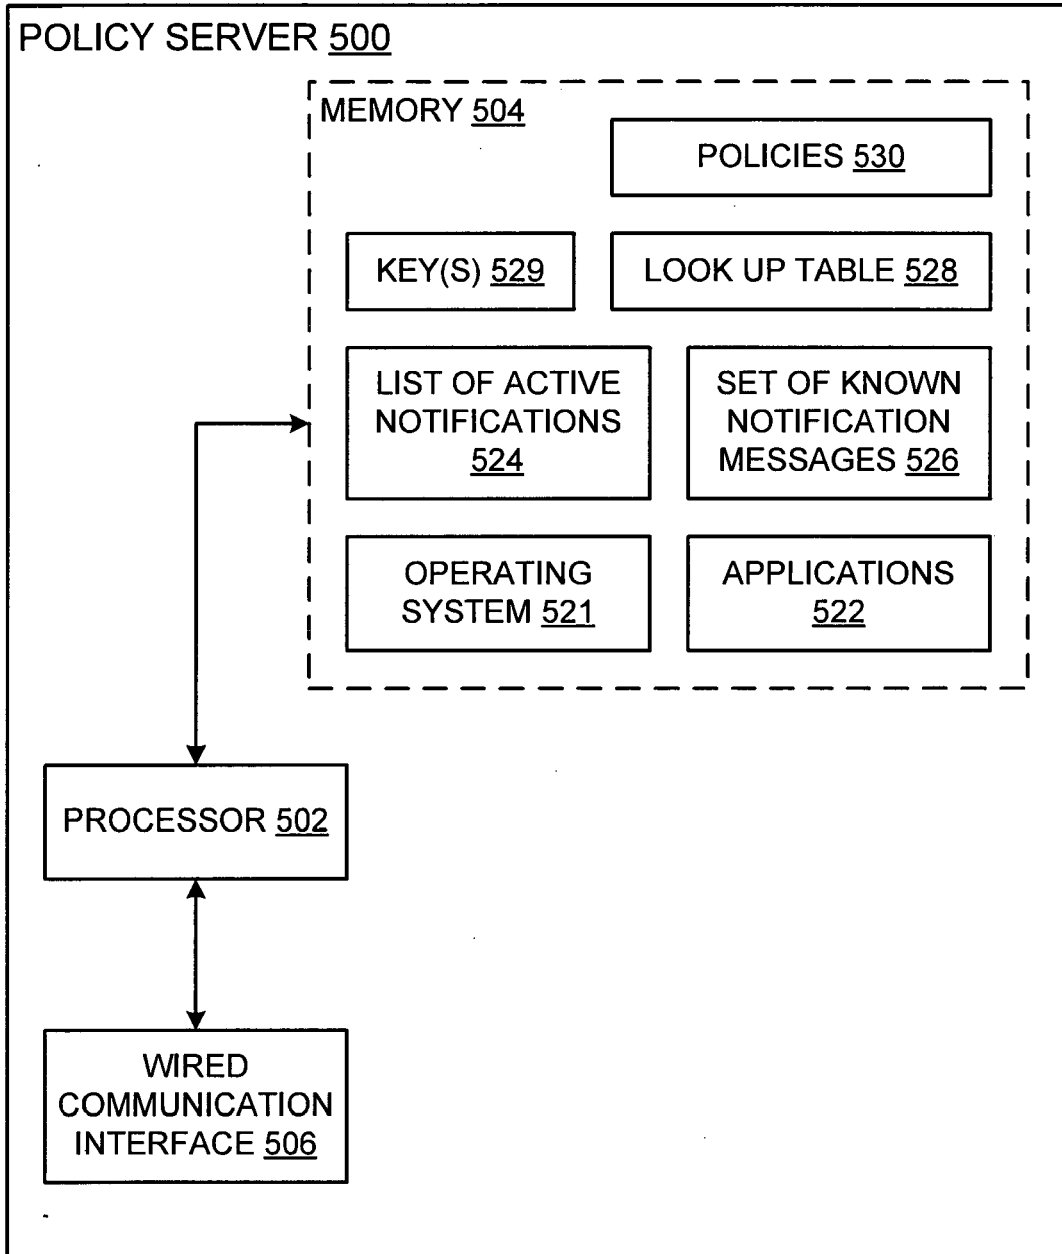 POLICY SERVER 500
MEMORY 504
POLICIES 530
KEY(S) 529
LOOK UP TABLE 528
LIST OF ACTIVE
NOTIFICATIONS
524
SET OF KNOWN
NOTIFICATION
MESSAGES 526
OPERATING
SYSTEM 521
APPLICATIONS
522
PROCESSOR 502
WIRED
COMMUNICATION
INTERFACE 506